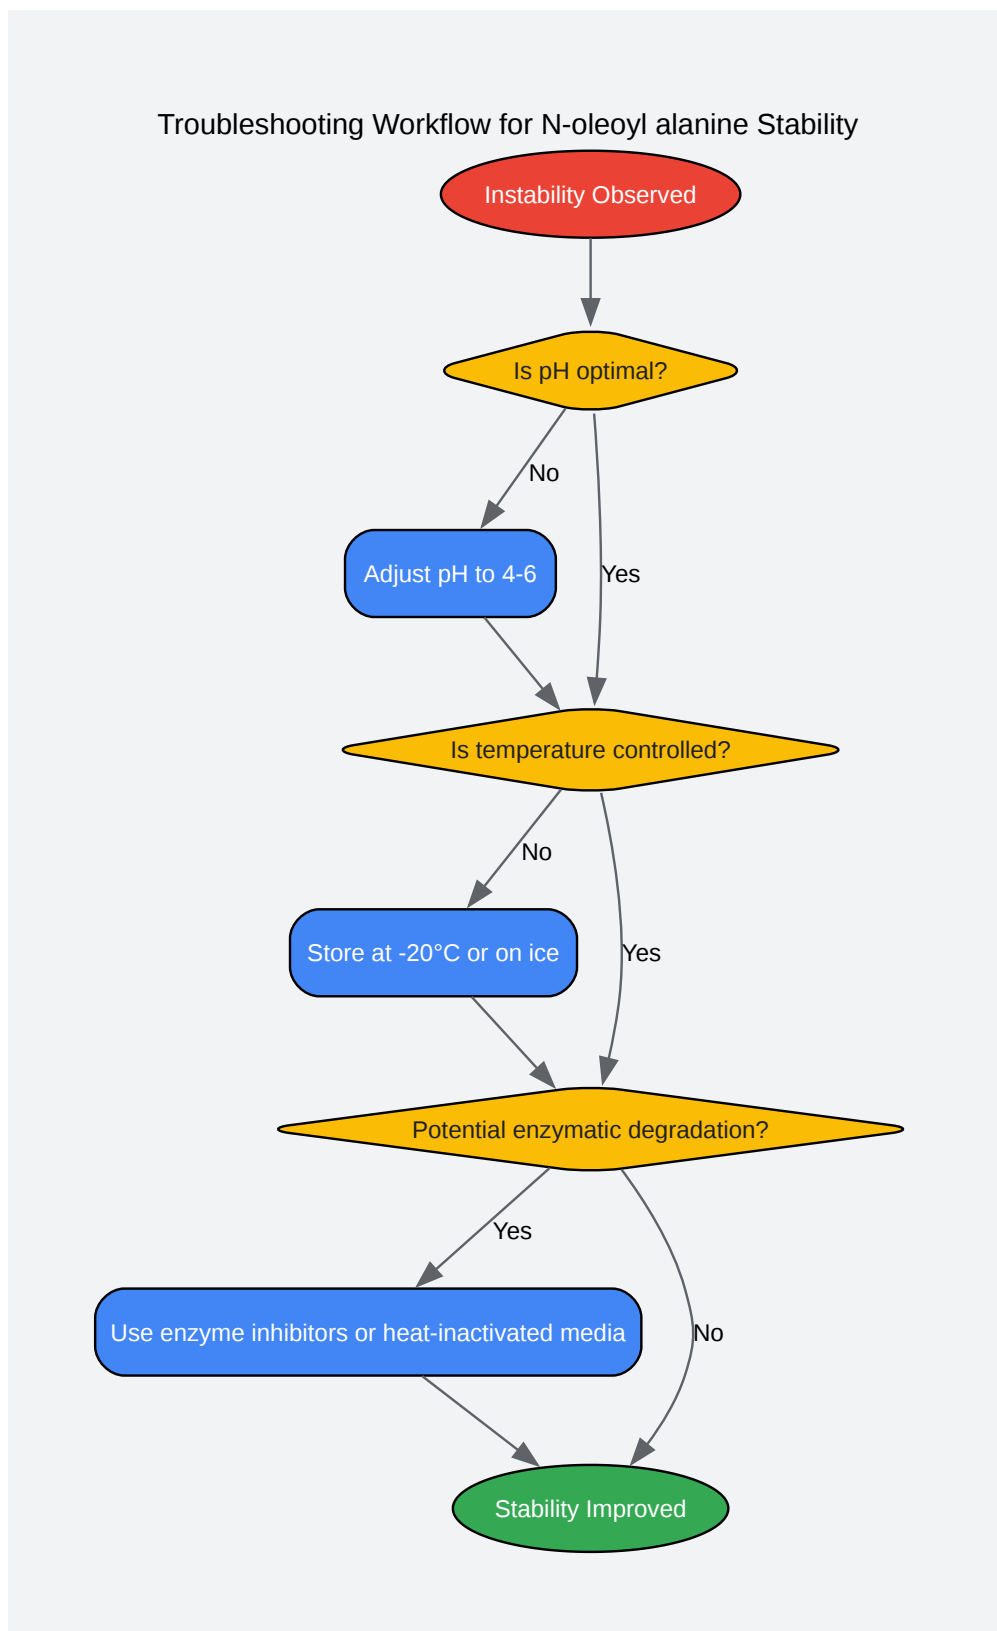 Troubleshooting Workflow for N-oleoyl alanine Stability
Instability Observed
Is pH optimal?
No
Adjust pH to 4-6
Yes
Is temperature controlled?
No
Store at -20°C or on ice
Yes
Potential enzymatic degradation?
Yes
Use enzyme inhibitors or heat-inactivated media
No
Stability Improved